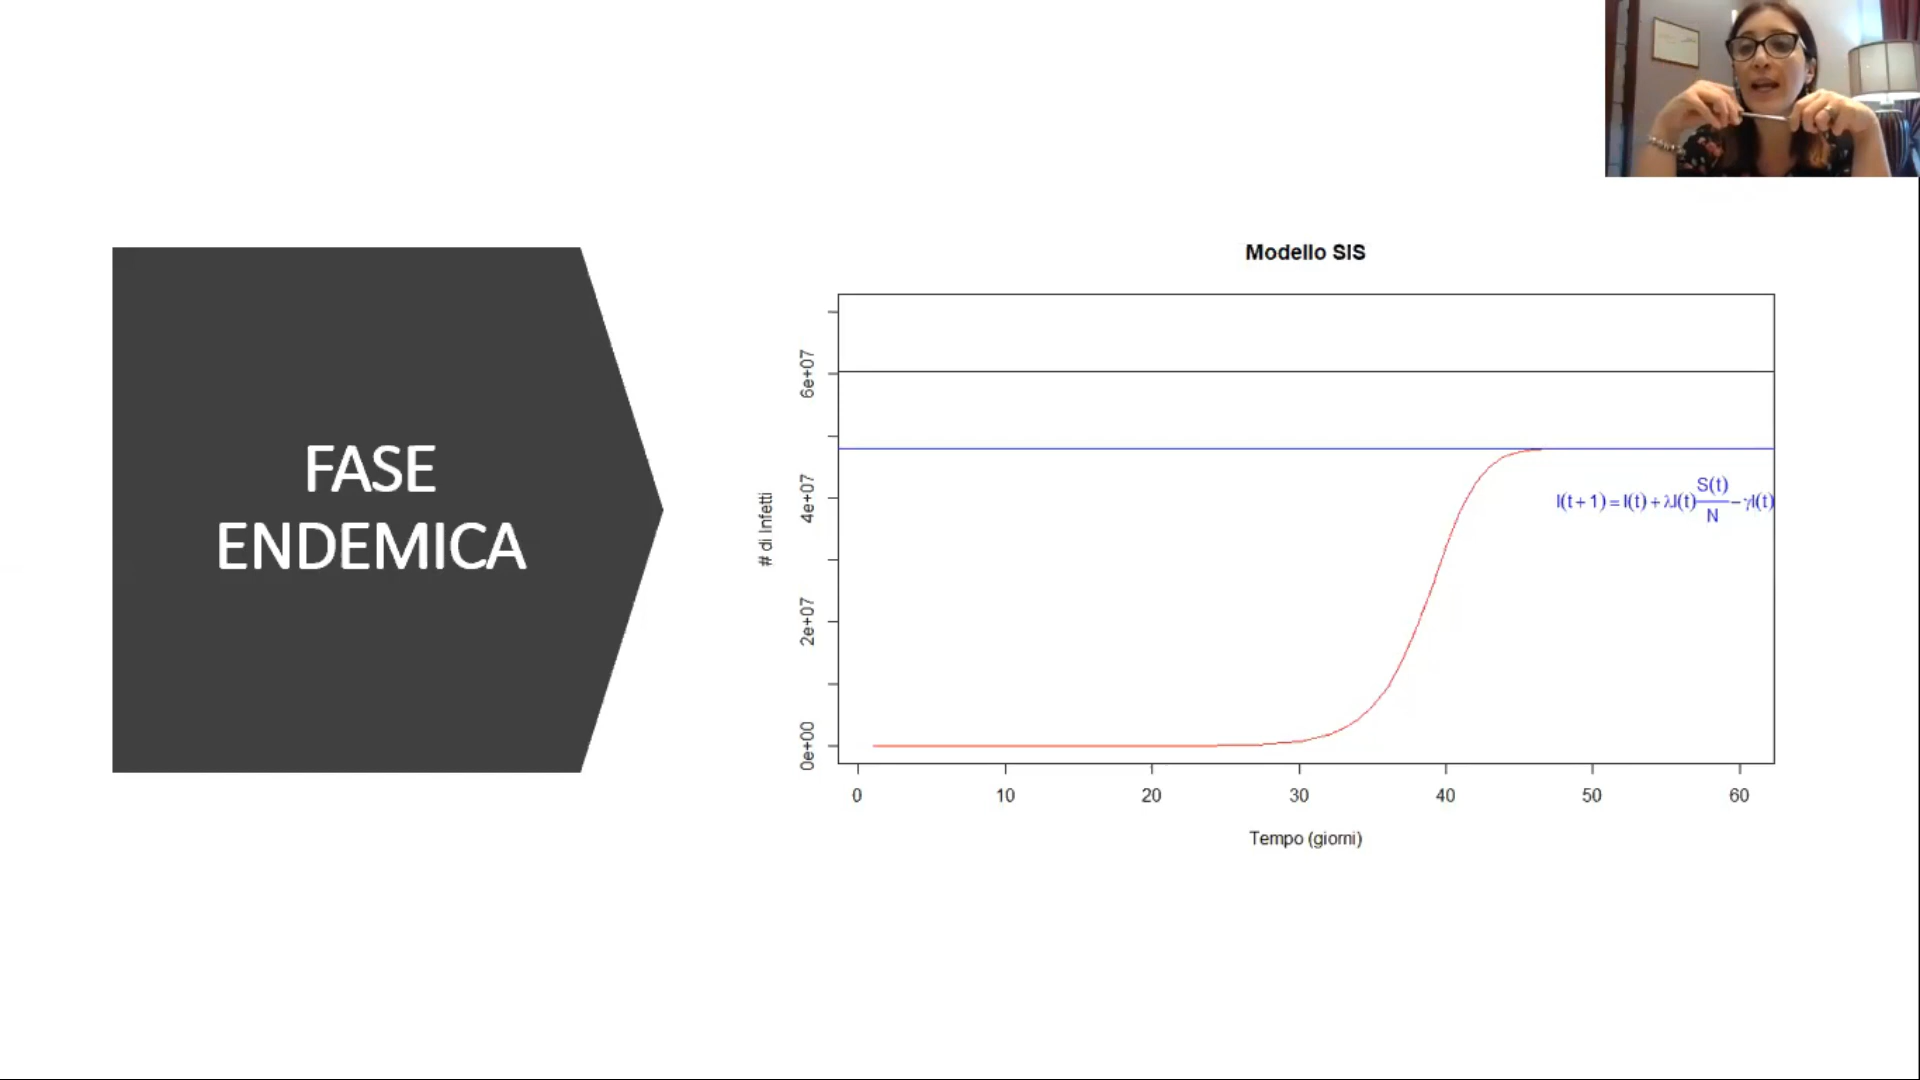 FASE
ENDEMICA
Modello SIS
# di Infetti
0e+00
2e+07
4e+07
6e+07
I(t+1)=I(t)+λI(t)S(t)/N−γI(t)
0 10 20 30 40 50 60
Tempo (giorni)